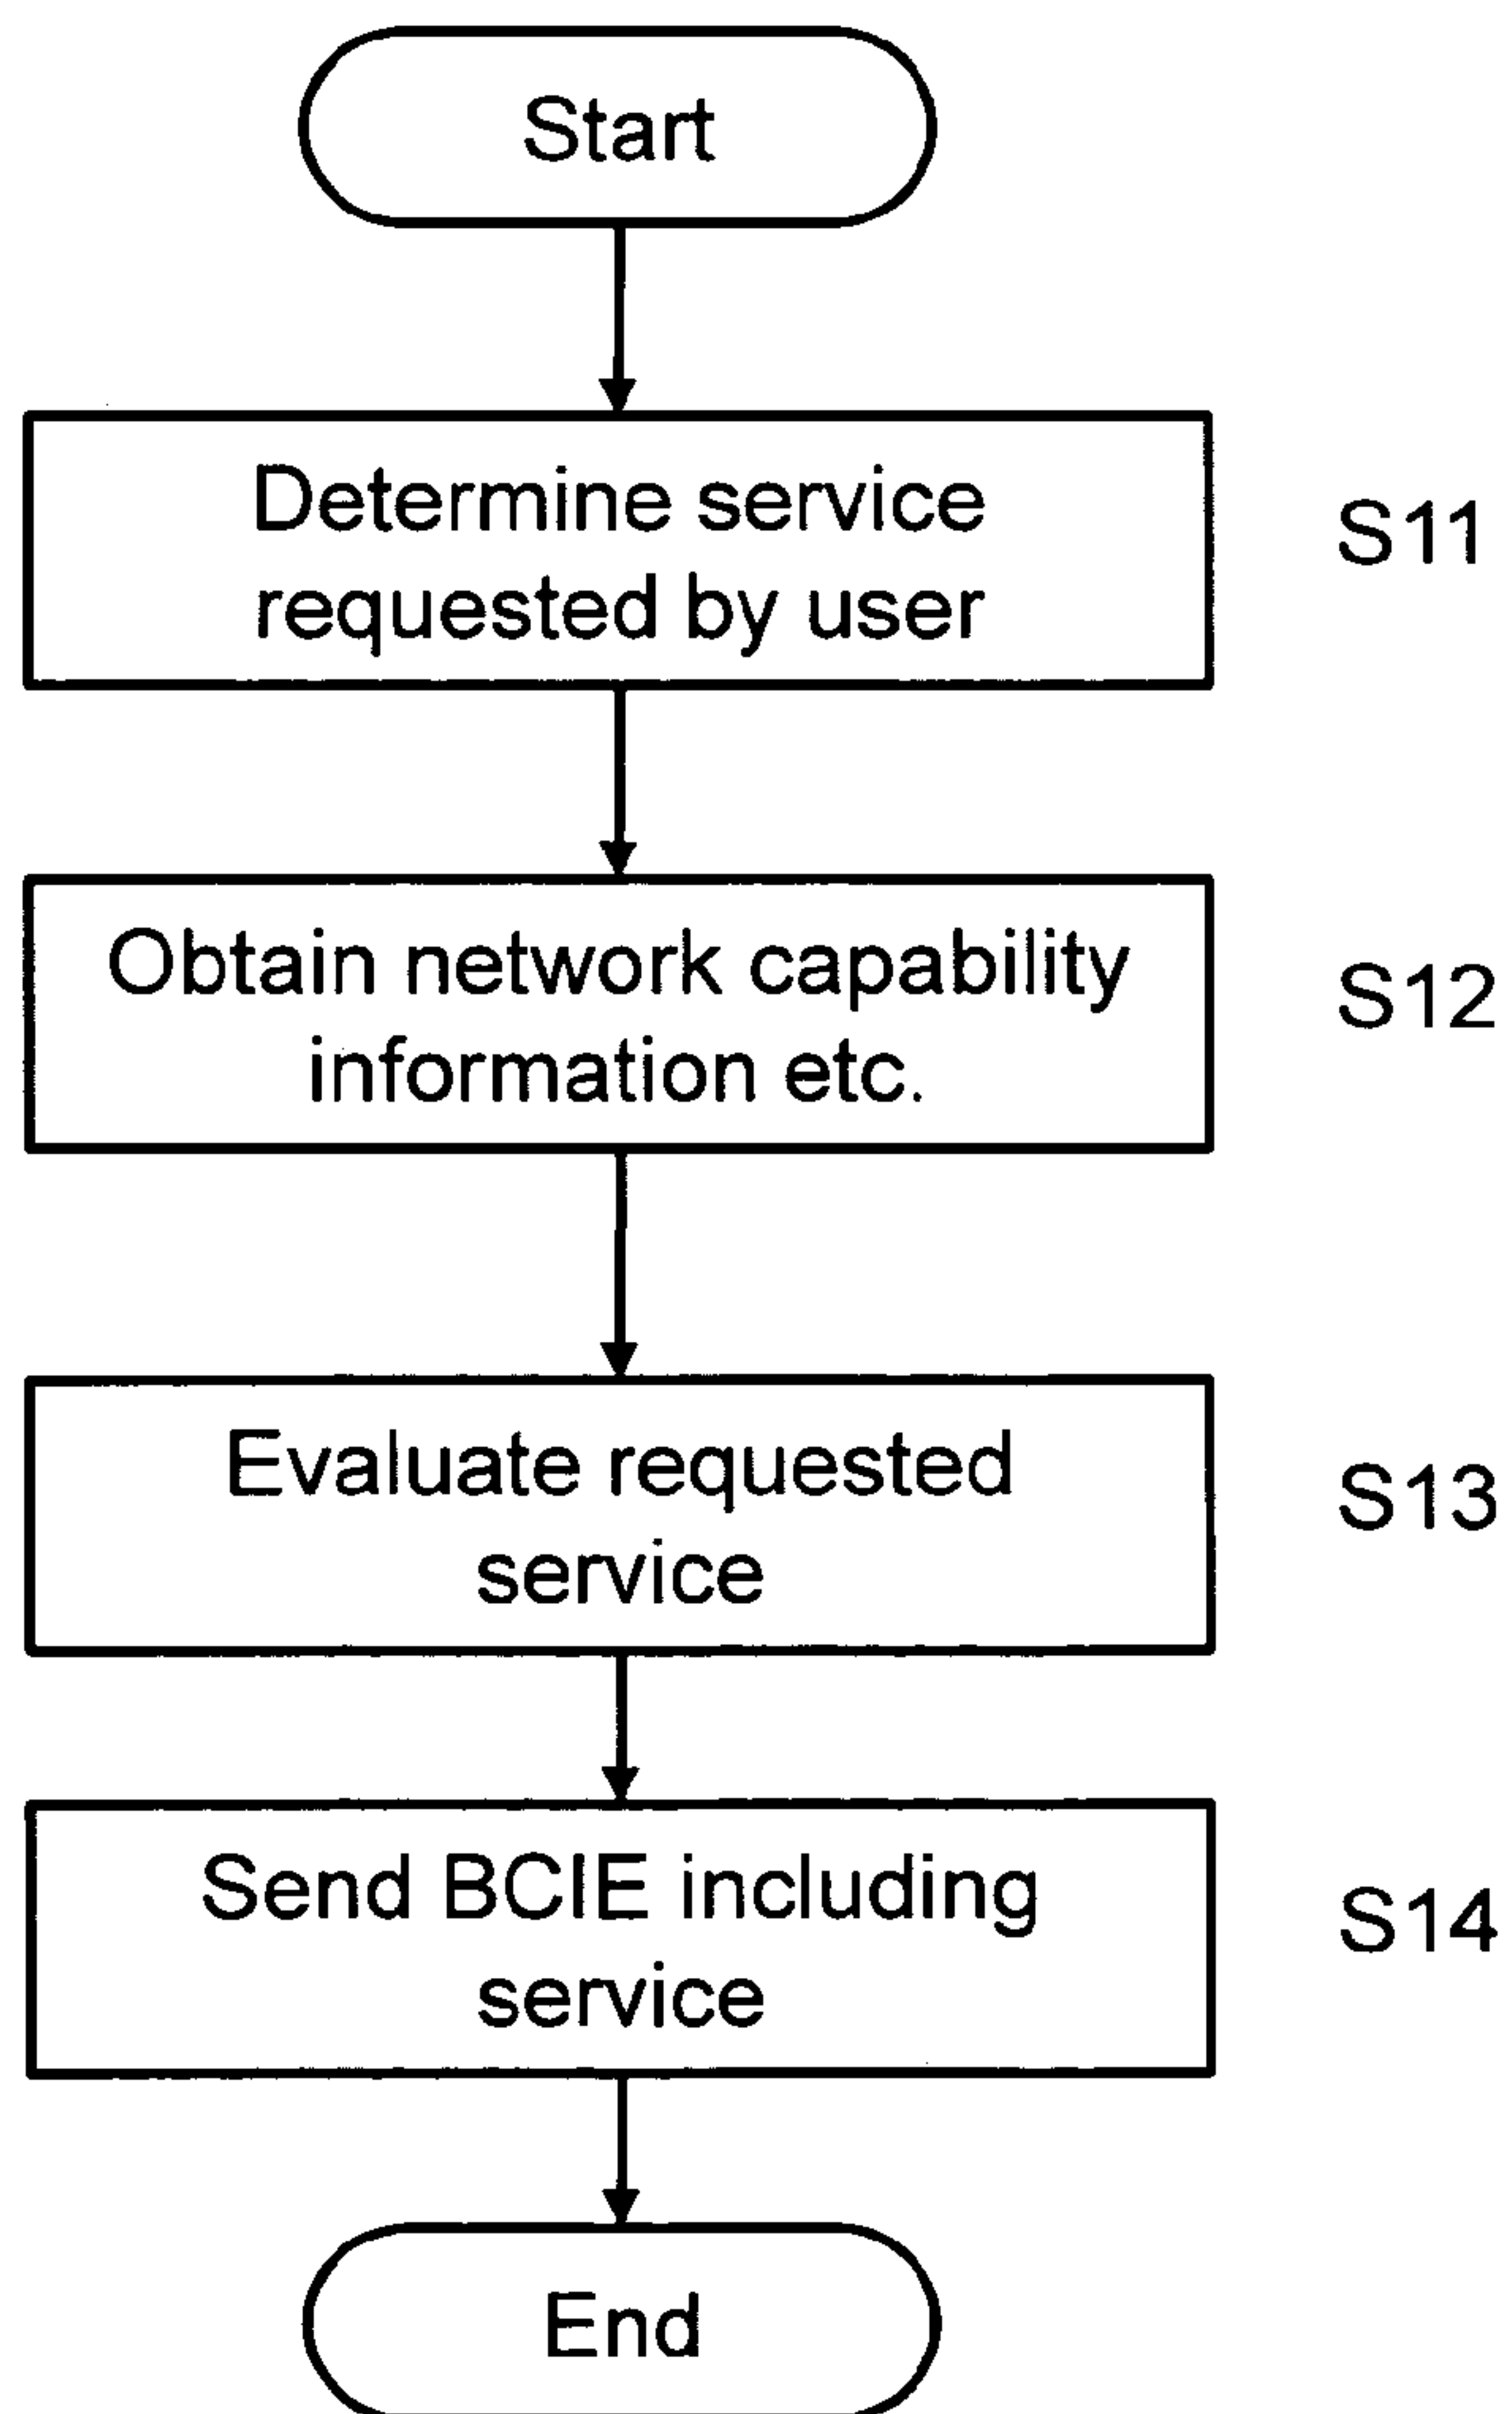 Start
Determine service
requested by user
S11
Obtain network capability
information etc.
S12
Evaluate requested
service
S13
Send BCIE including
service
S14
End